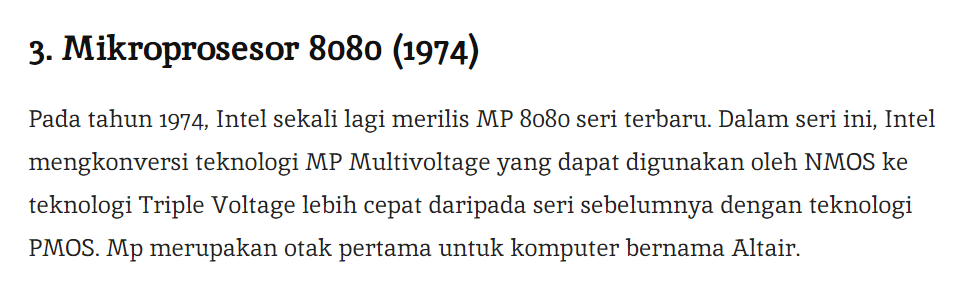 3. Mikroprosesor 8080 (1974)
Pada tahun 1974, Intel sekali lagi merilis MP 8080 seri terbaru. Dalam seri ini, Intel
mengkonversi teknologi MP Multivoltage yang dapat digunakan oleh NMOS ke
teknologi Triple Voltage lebih cepat daripada seri sebelumnya dengan teknologi
PMOS. Mp merupakan otak pertama untuk komputer bernama Altair.